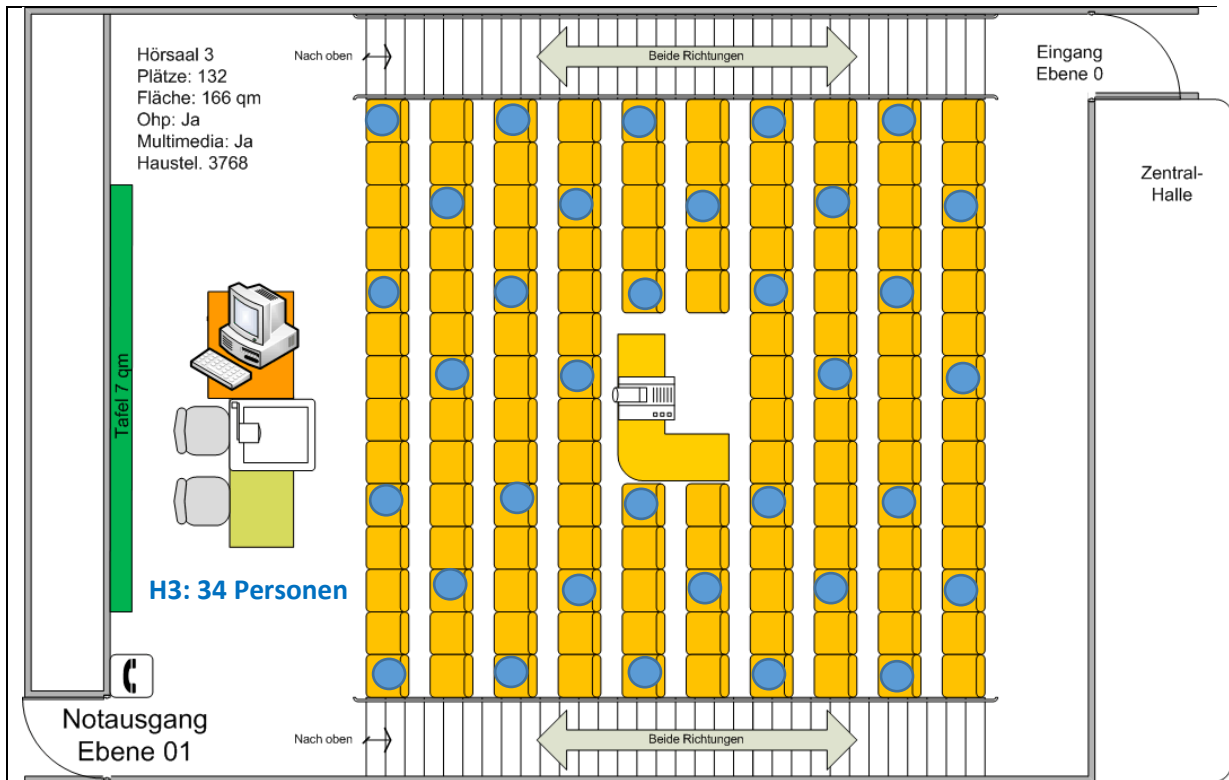 Hörsaal 3
Plätze: 132
Fläche: 166 qm
Ohp: Ja
Multimedia: Ja
Haustel. 3768
Nach oben
Beide Richtungen
Eingang
Ebene 0
Zentral-
Halle
Tafel 7 qm
H3: 34 Personen
Notausgang
Ebene 01
Nach oben
Beide Richtungen